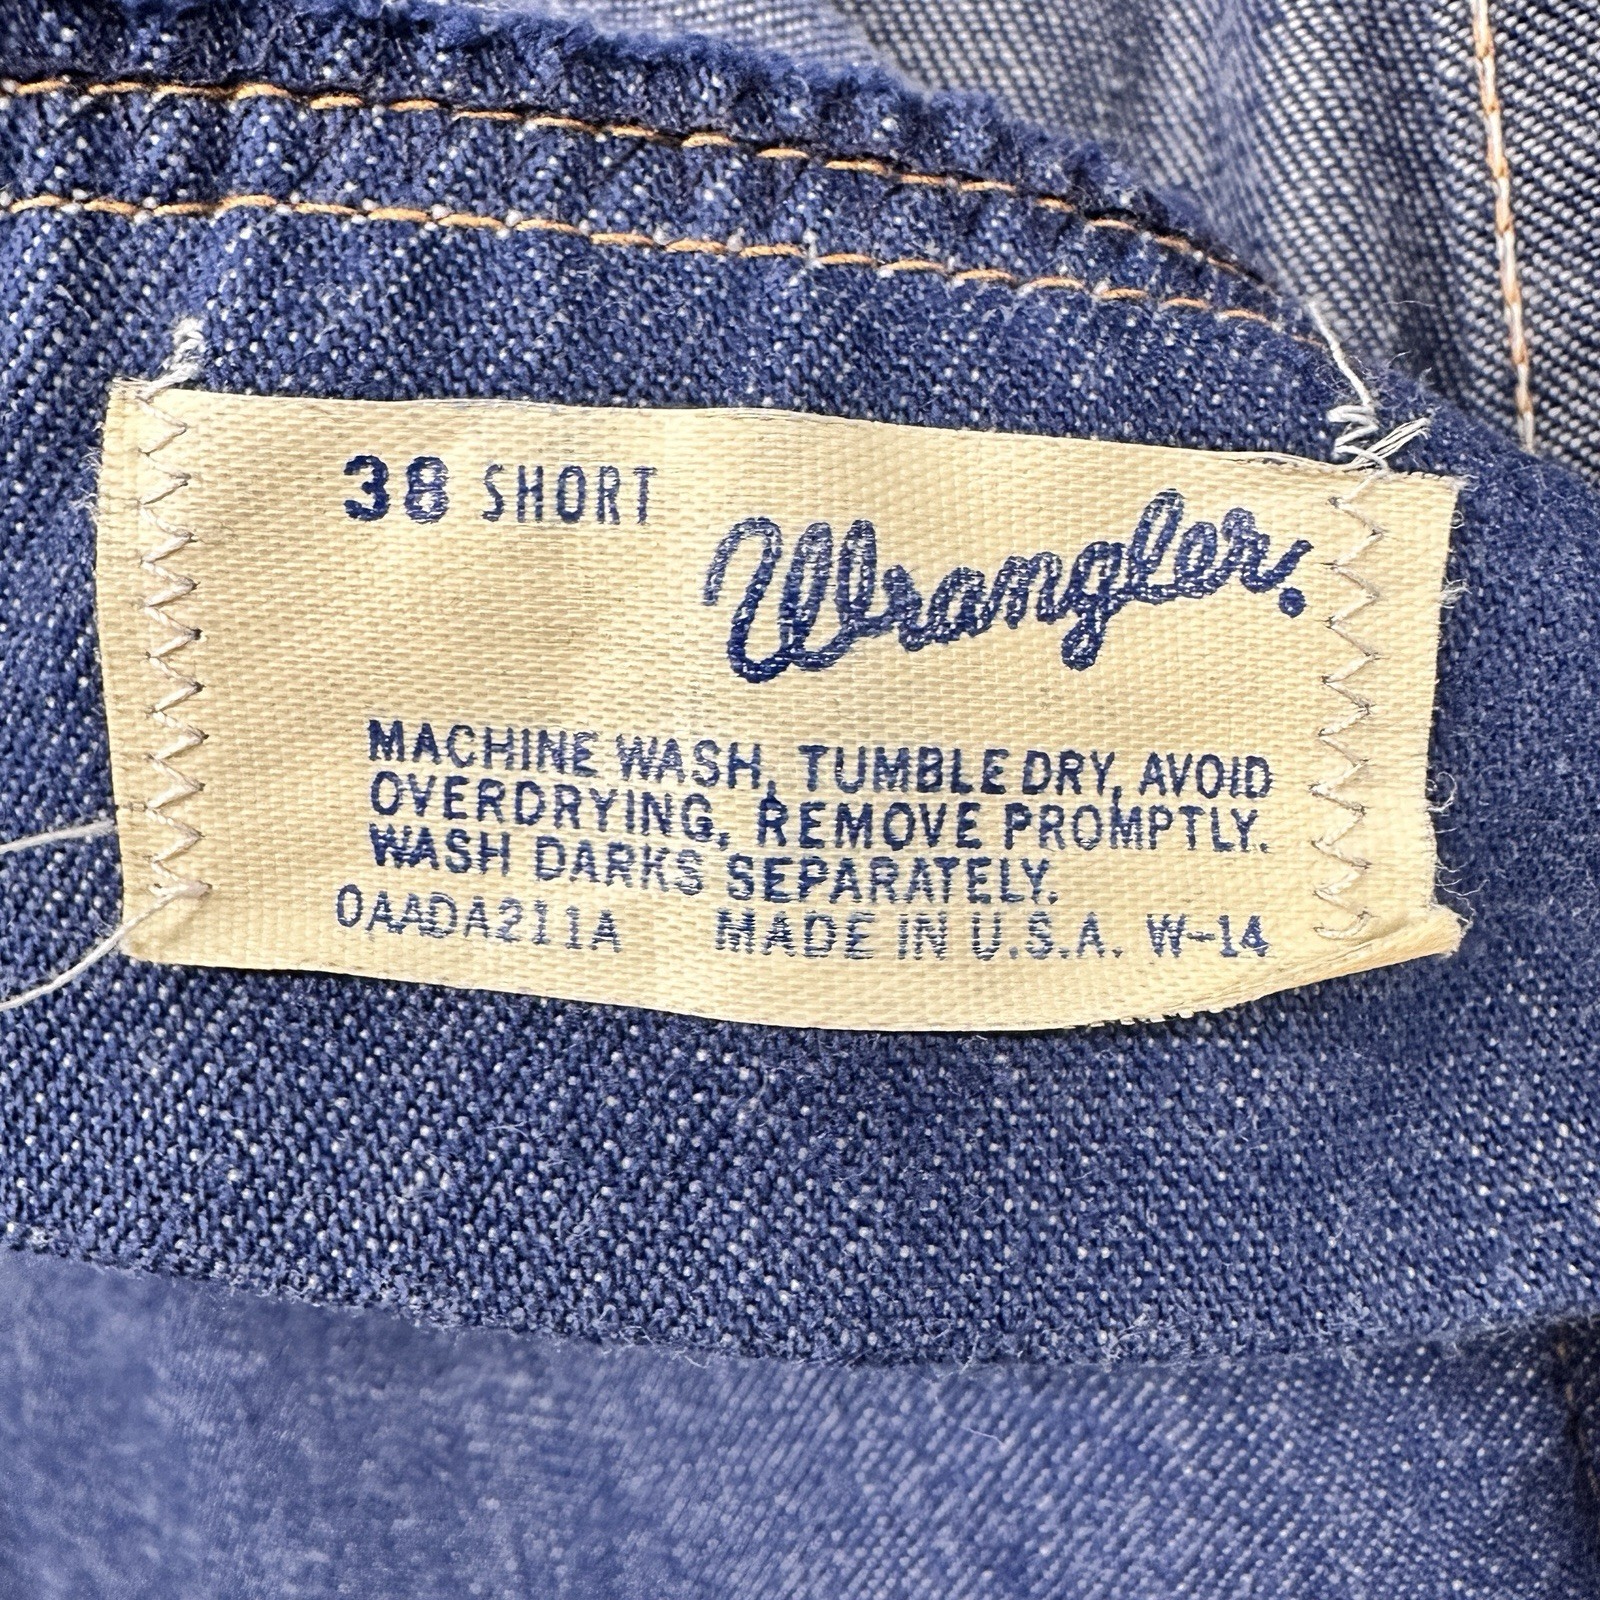 38 SHORT
Wrangler.
MACHINE WASH, TUMBLE DRY, AVOID
OVERDRYING, REMOVE PROMPTLY.
WASH DARKS SEPARATELY.
0AADA211A MADE IN U.S.A. W-14